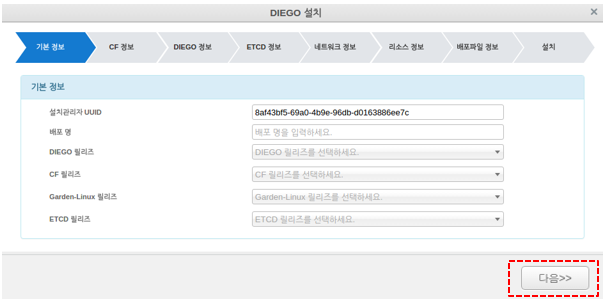 DIEGO 설치
×
기본 정보 CF 정보 DIEGO 정보 ETCD 정보 네트워크 정보 리소스 정보 배포파일 정보 설치
기본 정보
설치관리자 UUID 8af43bf5-69a0-4b9e-96db-d0163886ee7c
배포 명 배포 명을 입력하세요.
DIEGO 릴리즈 DIEGO 릴리즈를 선택하세요.
CF 릴리즈 CF 릴리즈를 선택하세요.
Garden-Linux 릴리즈 Garden-Linux 릴리즈를 선택하세요.
ETCD 릴리즈 ETCD 릴리즈를 선택하세요.
다음>>